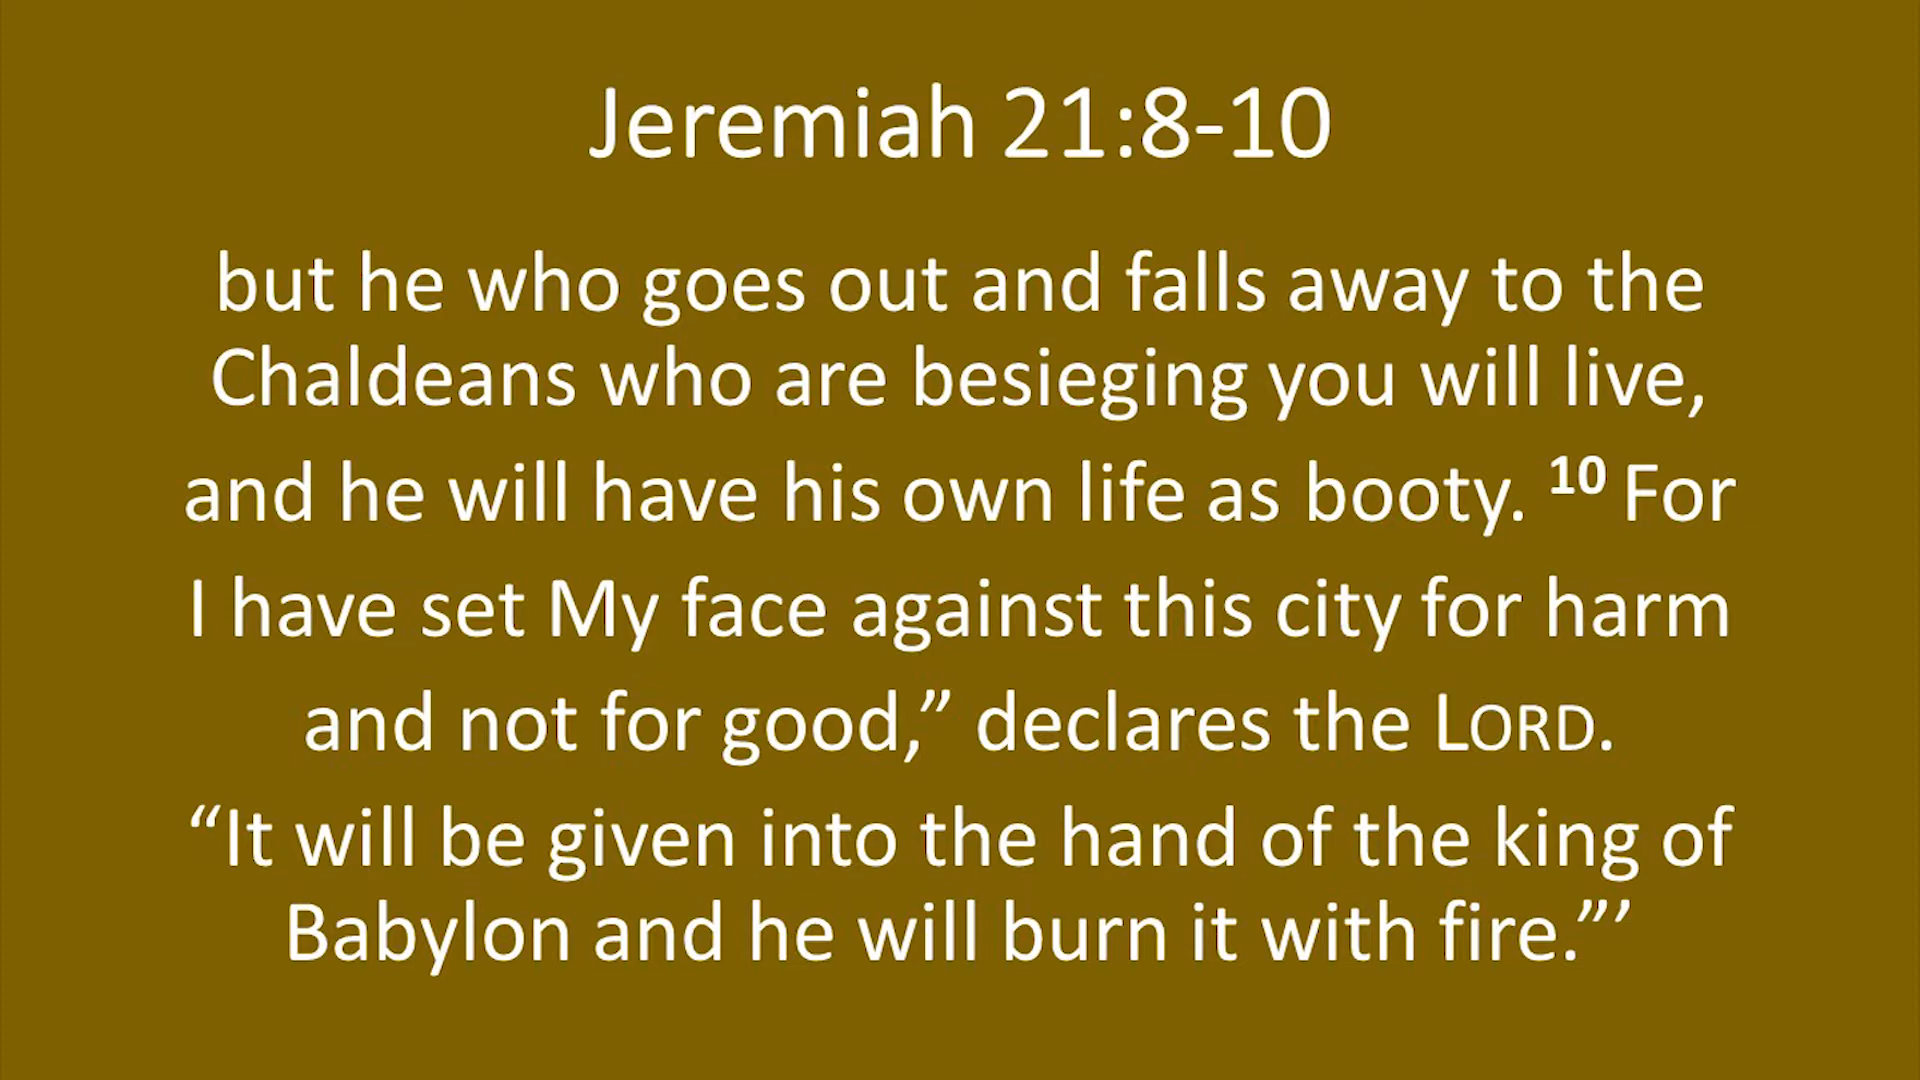 Jeremiah 21:8-10
but he who goes out and falls away to the
Chaldeans who are besieging you will live,
and he will have his own life as booty. 10 For
I have set My face against this city for harm
and not for good,” declares the LORD.
“It will be given into the hand of the king of
Babylon and he will burn it with fire.”’